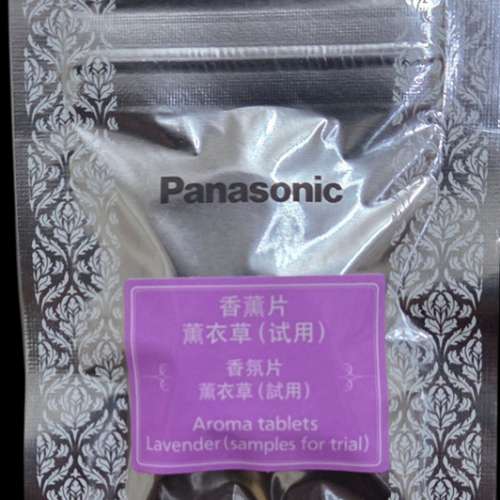 Panasonic
香薰片
薰衣草(试用)
香氛片
薰衣草(試用)
Aroma tablets
Lavender(samples for trial)